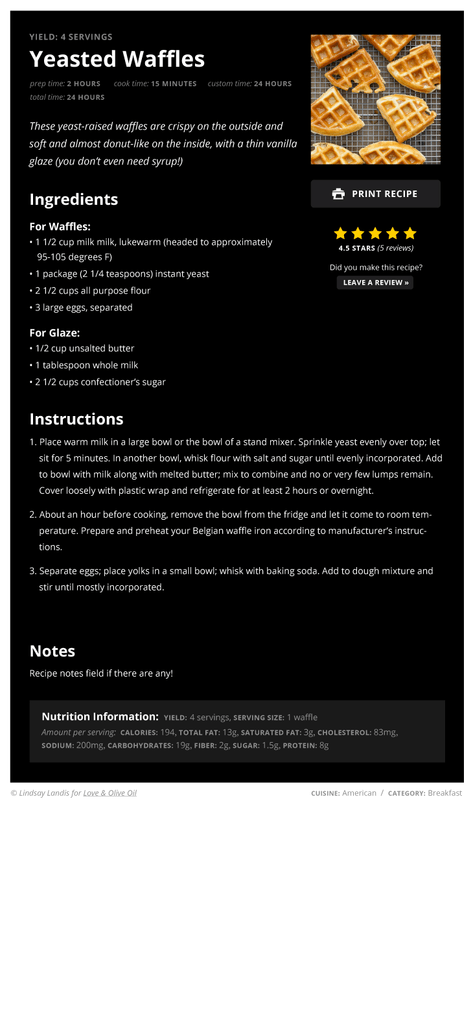 YIELD: 4 SERVINGS
Yeasted Waffles
prep time: 2 HOURS cook time: 15 MINUTES custom time: 24 HOURS
total time: 24 HOURS
These yeast-raised waffles are crispy on the outside and
soft and almost donut-like on the inside, with a thin vanilla
glaze (you don't even need syrup!)
PRINT RECIPE
4.5 STARS (5 reviews)
Did you make this recipe?
LEAVE A REVIEW »
Ingredients
For Waffles:
• 1 1/2 cup milk milk, lukewarm (headed to approximately
95-105 degrees F)
• 1 package (2 1/4 teaspoons) instant yeast
• 2 1/2 cups all purpose flour
• 3 large eggs, separated
For Glaze:
• 1/2 cup unsalted butter
• 1 tablespoon whole milk
• 2 1/2 cups confectioner's sugar
Instructions
1. Place warm milk in a large bowl or the bowl of a stand mixer. Sprinkle yeast evenly over top; let
sit for 5 minutes. In another bowl, whisk flour with salt and sugar until evenly incorporated. Add
to bowl with milk along with melted butter; mix to combine and no or very few lumps remain.
Cover loosely with plastic wrap and refrigerate for at least 2 hours or overnight.
2. About an hour before cooking, remove the bowl from the fridge and let it come to room tem-
perature. Prepare and preheat your Belgian waffle iron according to manufacturer's instruc-
tions.
3. Separate eggs; place yolks in a small bowl; whisk with baking soda. Add to dough mixture and
stir until mostly incorporated.
Notes
Recipe notes field if there are any!
Nutrition Information: YIELD: 4 servings, SERVING SIZE: 1 waffle
Amount per serving: CALORIES: 194, TOTAL FAT: 13g, SATURATED FAT: 3g, CHOLESTEROL: 83mg,
SODIUM: 200mg, CARBOHYDRATES: 19g, FIBER: 2g, SUGAR: 1.5g, PROTEIN: 8g
© Lindsay Landis for Love & Olive Oil
CUISINE: American / CATEGORY: Breakfast